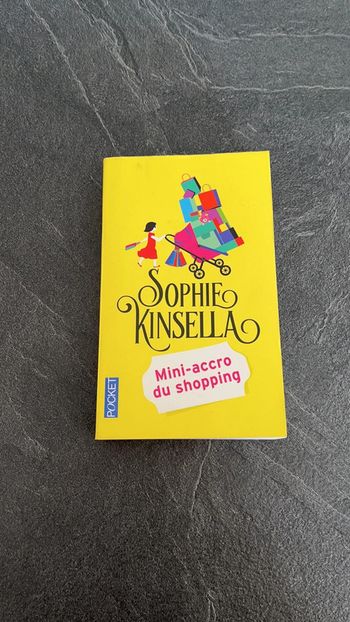 SOPHIE
KINSELLA
Mini-accro
du shopping
POCKET